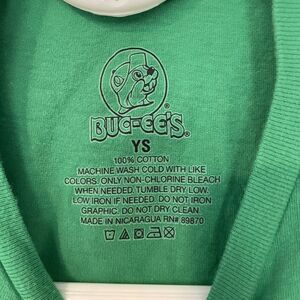 BUC-EE'S®
YS
100% COTTON
MACHINE WASH COLD WITH LIKE
COLORS. ONLY NON-CHLORINE BLEACH
WHEN NEEDED. TUMBLE DRY LOW.
LOW IRON IF NEEDED. DO NOT IRON
GRAPHIC. DO NOT DRY CLEAN.
MADE IN NICARAGUA RN# 89870